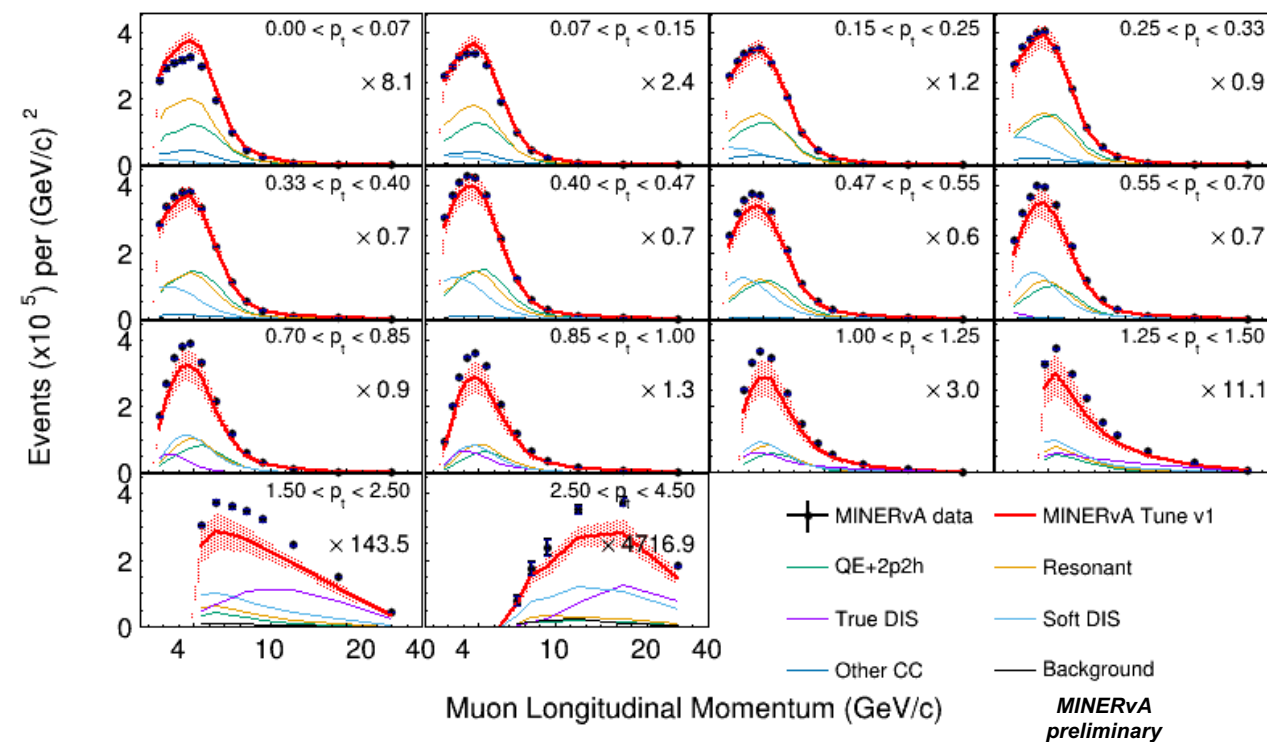 Events (x10 5) per (GeV/c) 2
4
2
0
0.00 < pt < 0.07
× 8.1
0.07 < pt < 0.15
× 2.4
0.15 < pt < 0.25
× 1.2
0.25 < pt < 0.33
× 0.9
4
2
0
0.33 < pt < 0.40
× 0.7
0.40 < pt < 0.47
× 0.7
0.47 < pt < 0.55
× 0.6
0.55 < pt < 0.70
× 0.7
4
2
0
0.70 < pt < 0.85
× 0.9
0.85 < pt < 1.00
× 1.3
1.00 < pt < 1.25
× 3.0
1.25 < pt < 1.50
× 11.1
4
2
0
1.50 < pt < 2.50
× 143.5
2.50 < pt < 4.50
× 4716.9
4 10 20 40
4 10 20 40
Muon Longitudinal Momentum (GeV/c)
MINERvA data
MINERvA Tune v1
QE+2p2h
Resonant
True DIS
Soft DIS
Other CC
Background
MINERvA
preliminary